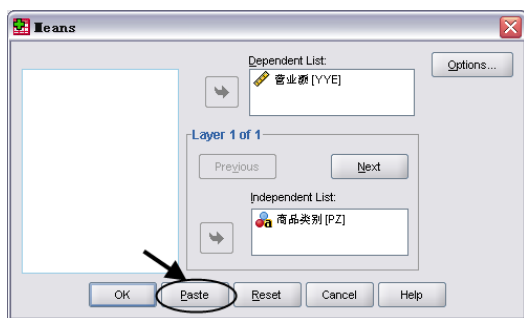 Means
Dependent List:
营业额 [YYE]
Options...
Layer 1 of 1
Previous
Next
Independent List:
商品类别 [PZ]
OK
Paste
Reset
Cancel
Help